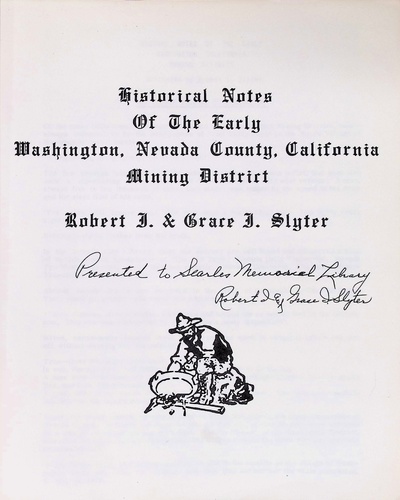 Historical Notes
Of The Early
Washington, Nevada County, California
Mining District
Robert I. & Grace I. Slyter
Presented to Searles Memorial Library
Robert I & Grace I Slyter